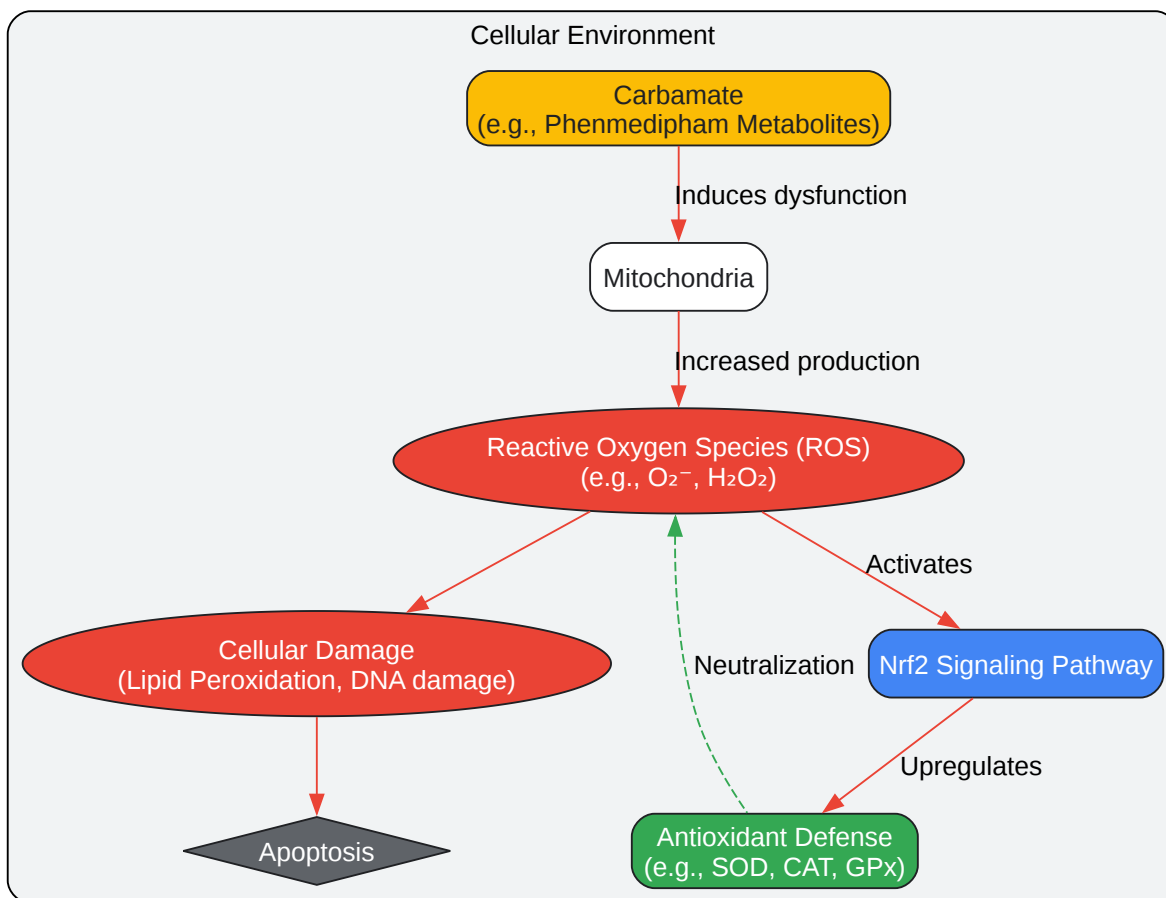 Cellular Environment
Carbamate
(e.g., Phenmedipham Metabolites)
Induces dysfunction
Mitochondria
Increased production
Reactive Oxygen Species (ROS)
(e.g., O₂⁻, H₂O₂)
Activates
Cellular Damage
(Lipid Peroxidation, DNA damage)
Neutralization
Nrf2 Signaling Pathway
Upregulates
Apoptosis
Antioxidant Defense
(e.g., SOD, CAT, GPx)